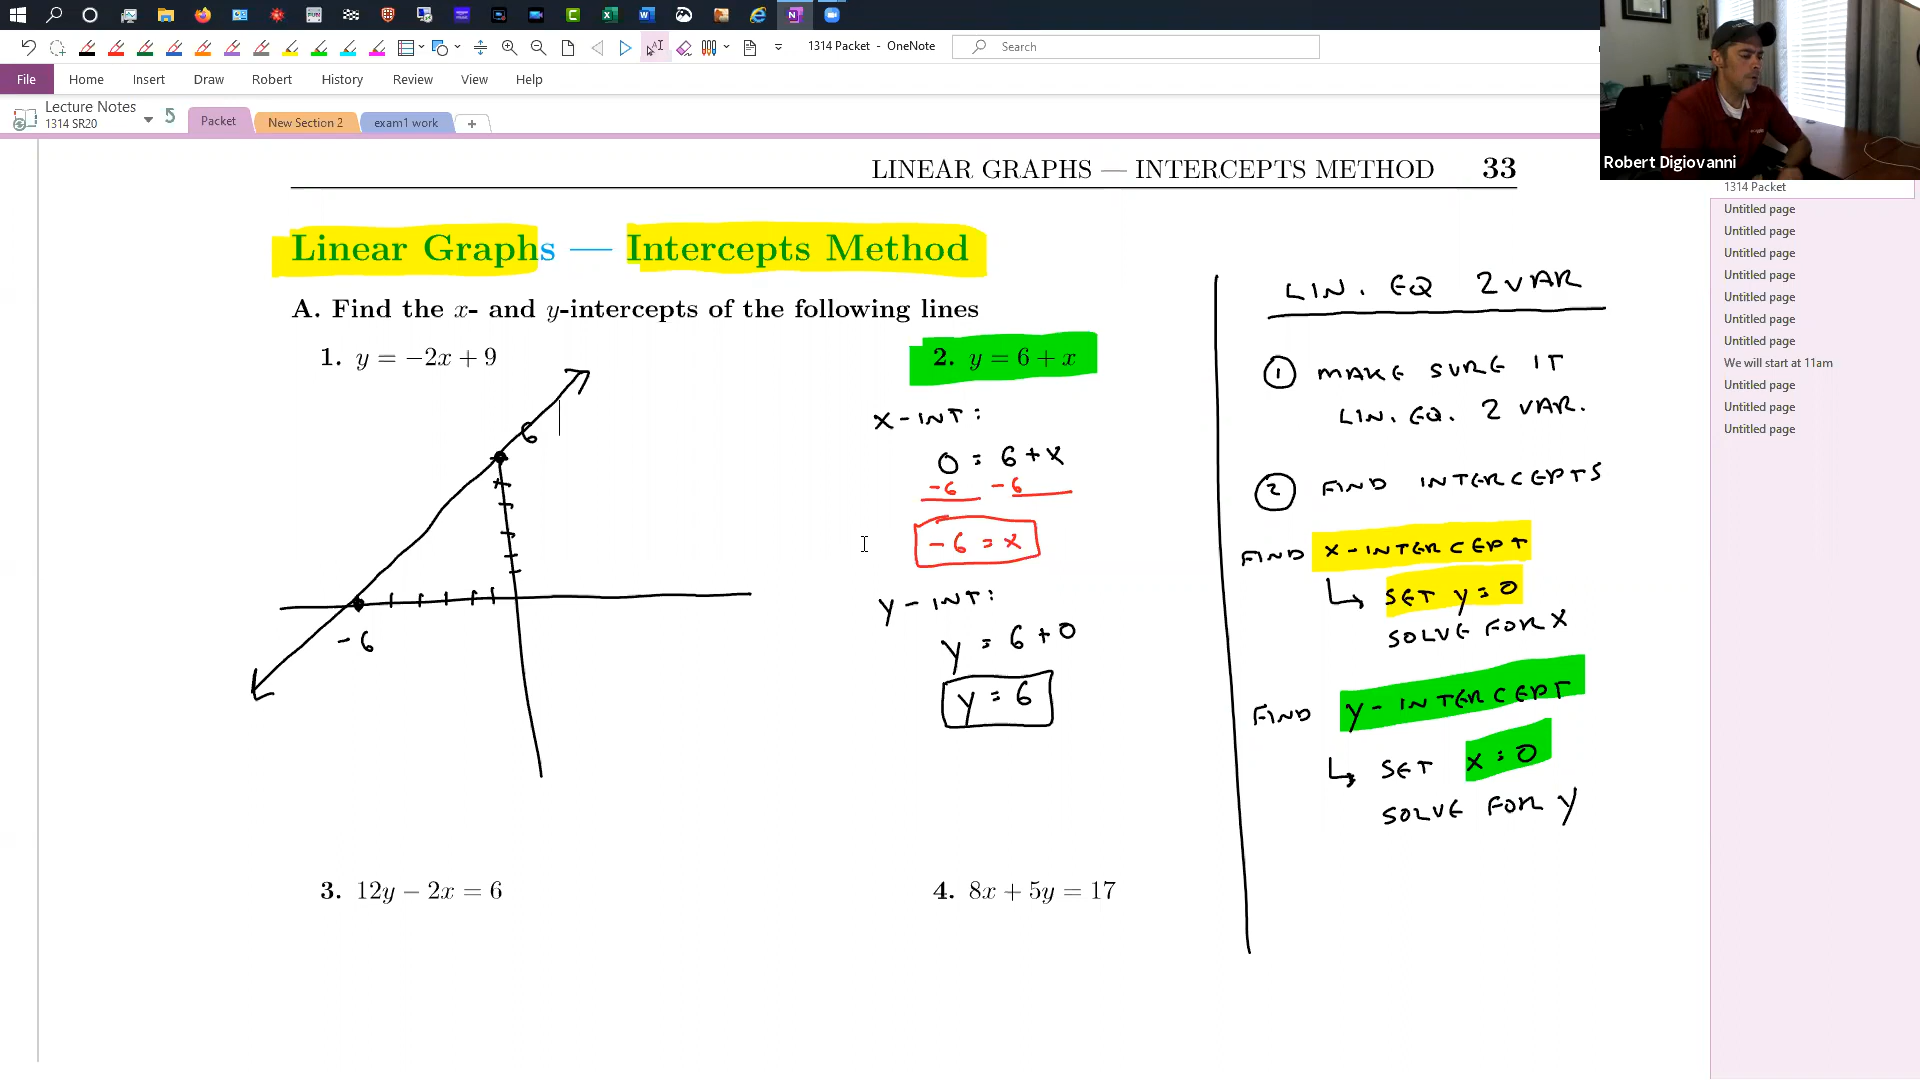 1314 Packet - OneNote
Search
File Home Insert Draw Robert History Review View Help
Lecture Notes
1314 SR20
Packet New Section 2 exam1 work +
Robert Digiovanni
1314 Packet
Untitled page
Untitled page
Untitled page
Untitled page
Untitled page
Untitled page
Untitled page
We will start at 11am
Untitled page
Untitled page
Untitled page
LINEAR GRAPHS — INTERCEPTS METHOD 33
Linear Graphs — Intercepts Method
A. Find the x- and y-intercepts of the following lines
1. y = −2x + 9
6
-6
2. y = 6 + x
X-INT:
0 = 6 + x
-6 -6
-6 = x
Y-INT:
y = 6 + 0
y = 6
3. 12y − 2x = 6
4. 8x + 5y = 17
LIN. EQ 2 VAR
① MAKE SURE IT
LIN. EQ. 2 VAR.
② FIND INTERCEPTS
FIND X-INTERCEPT
↳ SET y = 0
SOLVE FOR X
FIND Y-INTERCEPT
↳ SET x = 0
SOLVE FOR Y